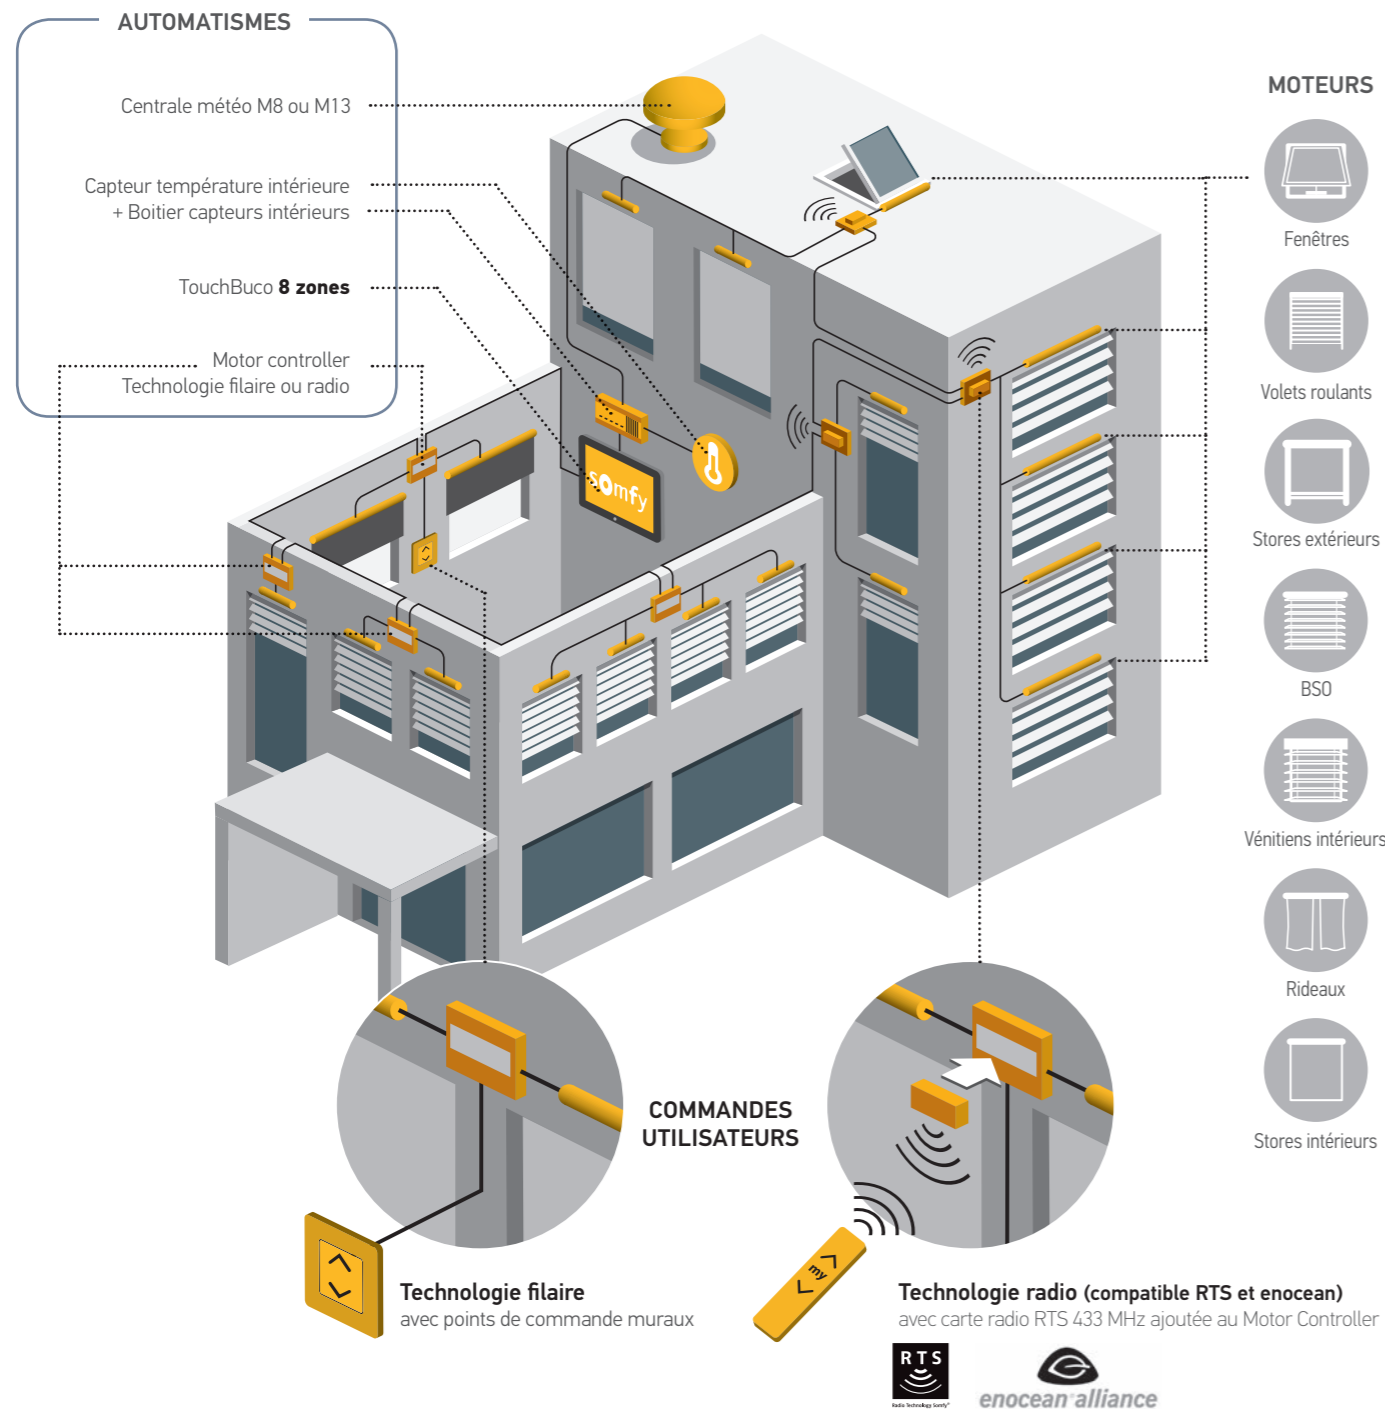 AUTOMATISMES
Centrale météo M8 ou M13
Capteur température intérieure
+ Boitier capteurs intérieurs
TouchBuco 8 zones
Motor controller
Technologie filaire ou radio
somfy
MOTEURS
Fenêtres
Volets roulants
Stores extérieurs
BSO
Vénitiens intérieurs
Rideaux
Stores intérieurs
COMMANDES
UTILISATEURS
my
Technologie filaire
avec points de commande muraux
Technologie radio (compatible RTS et enocean)
avec carte radio RTS 433 MHz ajoutée au Motor Controller
RTS
Radio Technology Somfy®
enocean® alliance